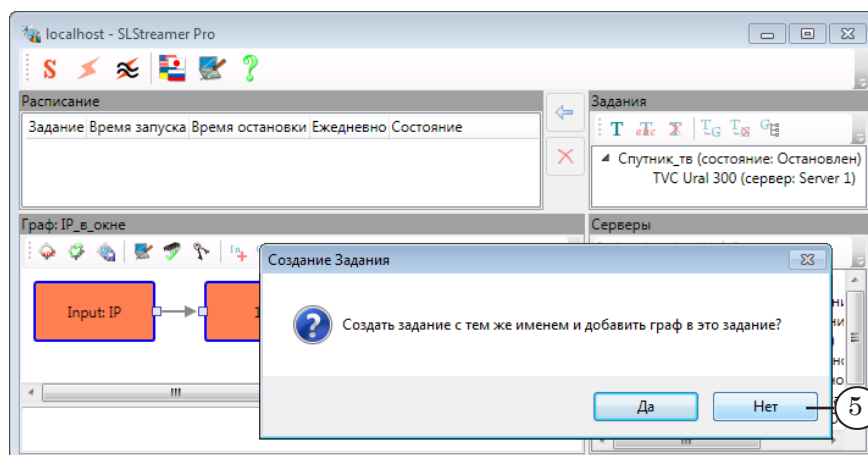 localhost - SLStreamer Pro
Расписание
Задание Время запуска Время остановки Ежедневно Состояние
Задания
Спутник_тв (состояние: Остановлен)
TVC Ural 300 (сервер: Server 1)
Граф: IP_в_окне
Серверы
Input: IP
1
Создание Задания
Создать задание с тем же именем и добавить граф в это задание?
Да
Нет
5